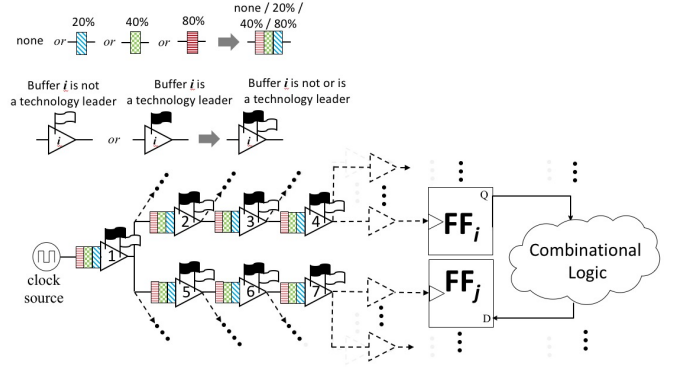 none / 20% /
40% / 80%
20%
40%
80%
none or or or
Buffer i is not
a technology leader
Buffer i is
a technology leader
Buffer i is not or is
a technology leader
i or i i
Q
FFi
2 3 4
1
clock
source
Combinational
Logic
FFj
5 6 7
D